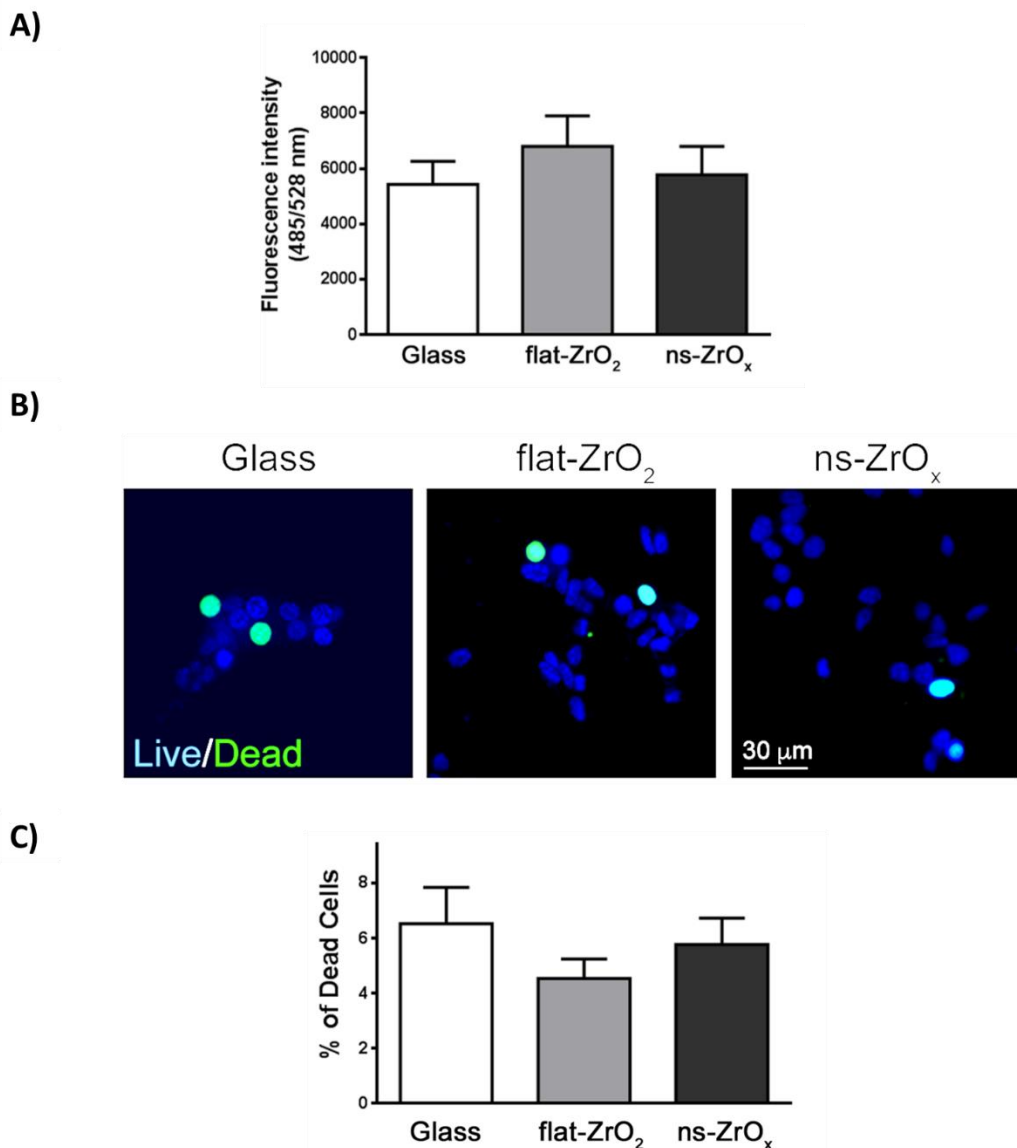 A)
Fluorescence intensity
(485/528 nm)
10000
8000
6000
4000
2000
0
Glass
flat-ZrO₂
ns-ZrOₓ
B)
Glass
flat-ZrO₂
ns-ZrOₓ
Live/Dead
30 μm
C)
% of Dead Cells
8
6
4
2
0
Glass
flat-ZrO₂
ns-ZrOₓ